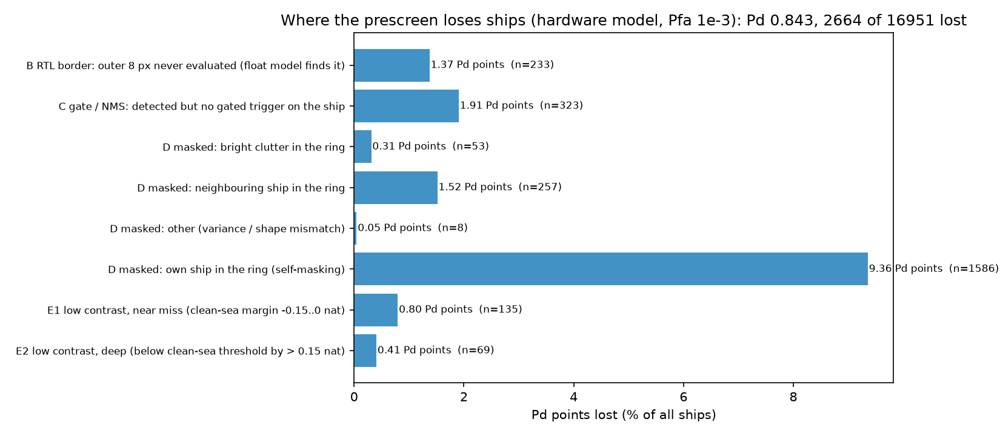 Where the prescreen loses ships (hardware model, Pfa 1e-3): Pd 0.843, 2664 of 16951 lost
B RTL border: outer 8 px never evaluated (float model finds it)
1.37 Pd points (n=233)
C gate / NMS: detected but no gated trigger on the ship
1.91 Pd points (n=323)
D masked: bright clutter in the ring
0.31 Pd points (n=53)
D masked: neighbouring ship in the ring
1.52 Pd points (n=257)
D masked: other (variance / shape mismatch)
0.05 Pd points (n=8)
D masked: own ship in the ring (self-masking)
9.36 Pd points (n=1586)
E1 low contrast, near miss (clean-sea margin -0.15..0 nat)
0.80 Pd points (n=135)
E2 low contrast, deep (below clean-sea threshold by > 0.15 nat)
0.41 Pd points (n=69)
0 2 4 6 8
Pd points lost (% of all ships)